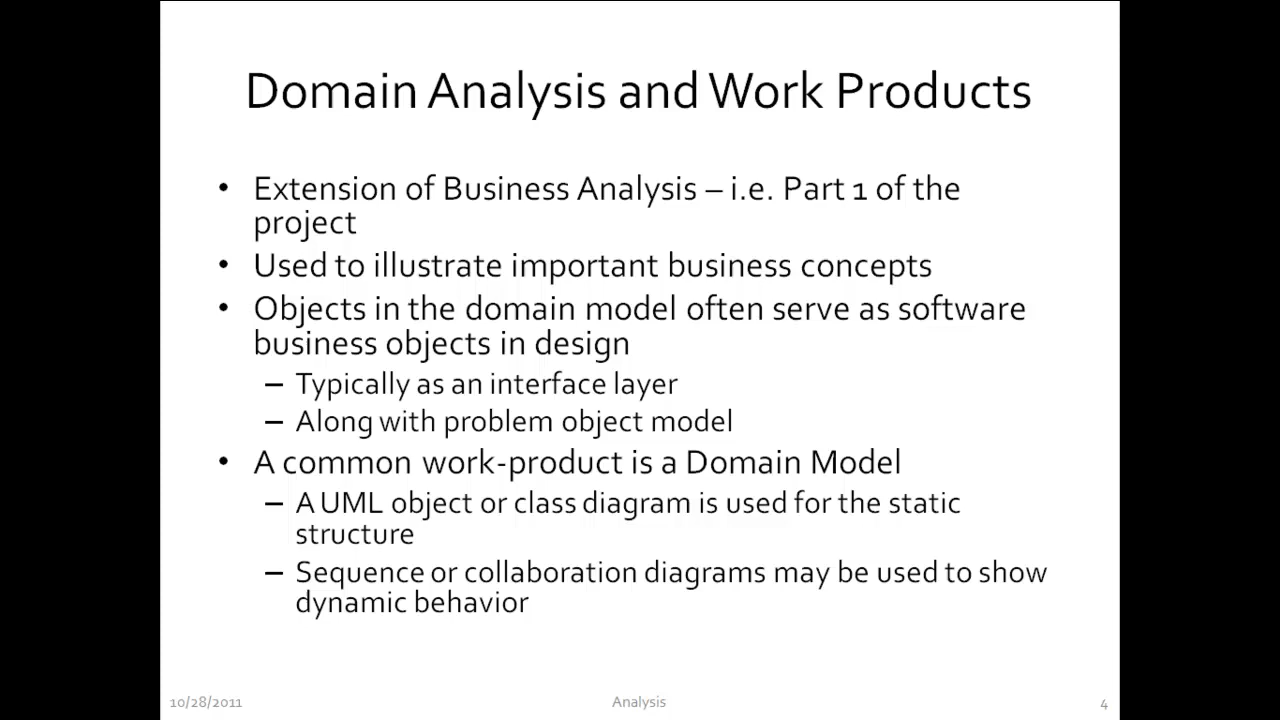 Domain Analysis and Work Products
• Extension of Business Analysis – i.e. Part 1 of the
project
• Used to illustrate important business concepts
• Objects in the domain model often serve as software
business objects in design
– Typically as an interface layer
– Along with problem object model
• A common work-product is a Domain Model
– A UML object or class diagram is used for the static
structure
– Sequence or collaboration diagrams may be used to show
dynamic behavior
10/28/2011 Analysis 4